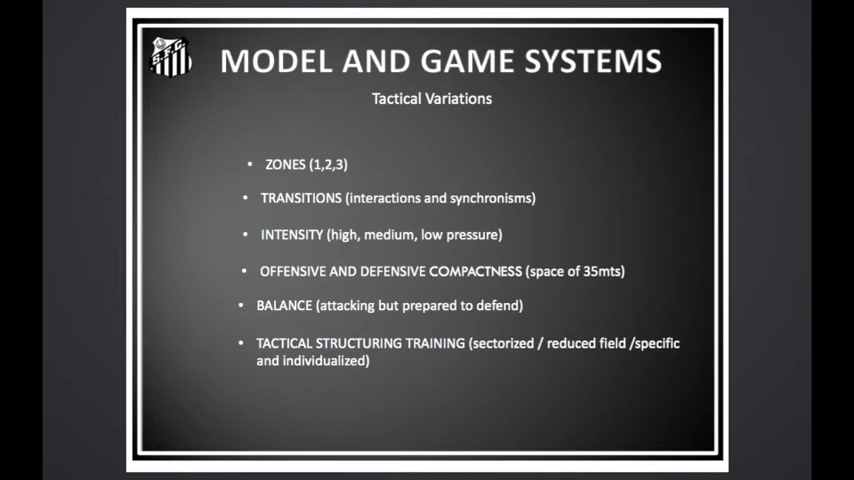 S.F.C
MODEL AND GAME SYSTEMS
Tactical Variations
• ZONES (1,2,3)
• TRANSITIONS (interactions and synchronisms)
• INTENSITY (high, medium, low pressure)
• OFFENSIVE AND DEFENSIVE COMPACTNESS (space of 35mts)
• BALANCE (attacking but prepared to defend)
• TACTICAL STRUCTURING TRAINING (sectorized / reduced field /specific
and individualized)